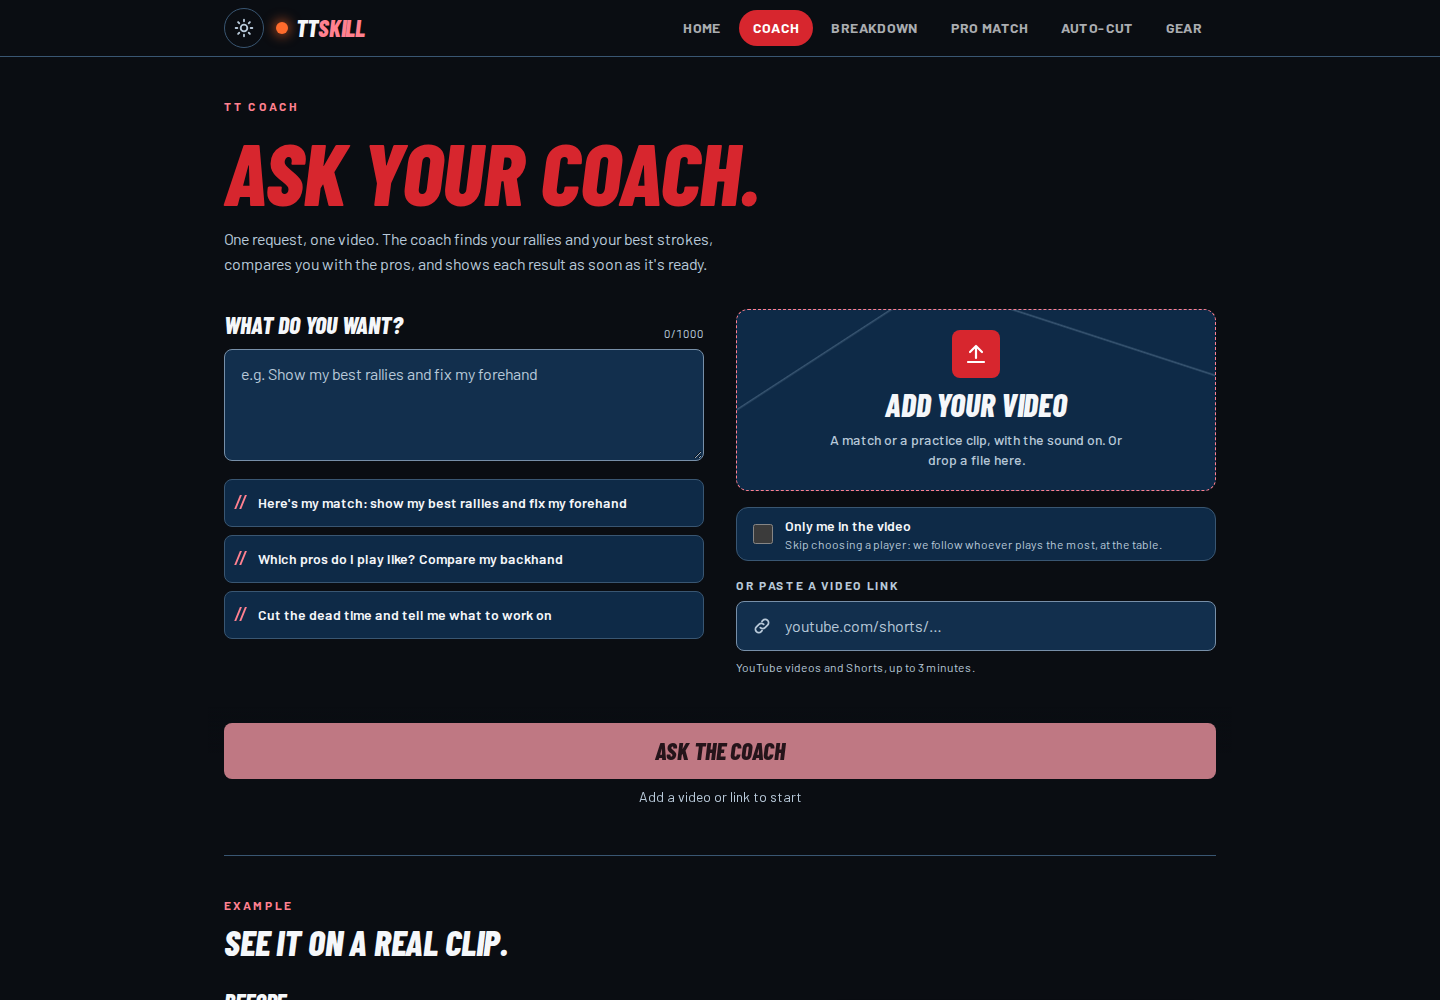 TTSKILL
HOME
COACH
BREAKDOWN
PRO MATCH
AUTO-CUT
GEAR
TT COACH
ASK YOUR COACH.
One request, one video. The coach finds your rallies and your best strokes,
compares you with the pros, and shows each result as soon as it's ready.
WHAT DO YOU WANT?
0/1000
e.g. Show my best rallies and fix my forehand
// Here's my match: show my best rallies and fix my forehand
// Which pros do I play like? Compare my backhand
// Cut the dead time and tell me what to work on
ADD YOUR VIDEO
A match or a practice clip, with the sound on. Or
drop a file here.
Only me in the video
Skip choosing a player: we follow whoever plays the most, at the table.
OR PASTE A VIDEO LINK
youtube.com/shorts/...
YouTube videos and Shorts, up to 3 minutes.
ASK THE COACH
Add a video or link to start
EXAMPLE
SEE IT ON A REAL CLIP.
BEFORE